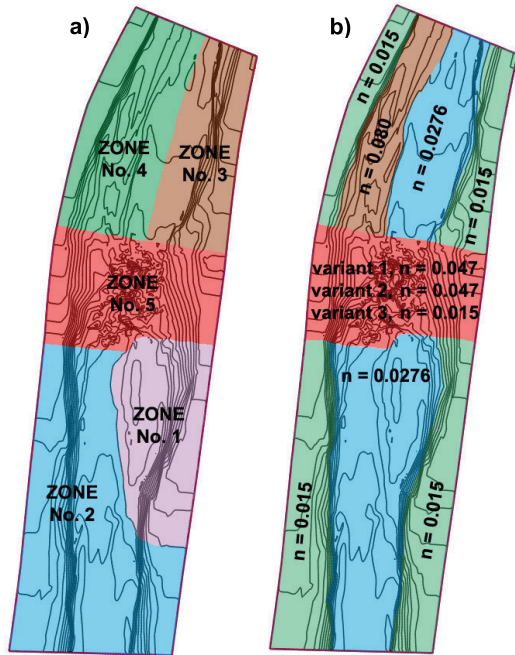 a)
ZONE
No. 4
ZONE
No. 3
ZONE
No. 5
ZONE
No. 1
ZONE
No. 2
b)
n = 0.015
n = 0.080
n = 0.0276
n = 0.015
variant 1, n = 0.047
variant 2, n = 0.047
variant 3, n = 0.015
n = 0.0276
n = 0.015
n = 0.015